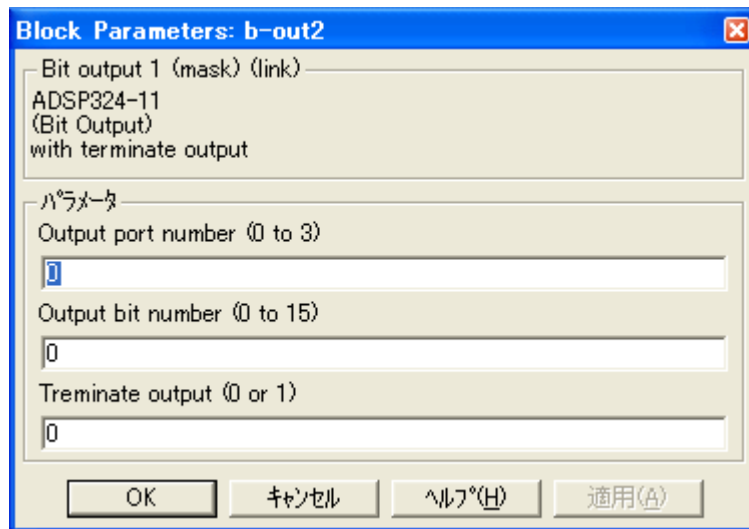 Block Parameters: b-out2
Bit output 1 (mask) (link)
ADSP324-11
(Bit Output)
with terminate output
パラメータ
Output port number (0 to 3)
0
Output bit number (0 to 15)
0
Treminate output (0 or 1)
0
OK キャンセル ヘルプ(H) 適用(A)